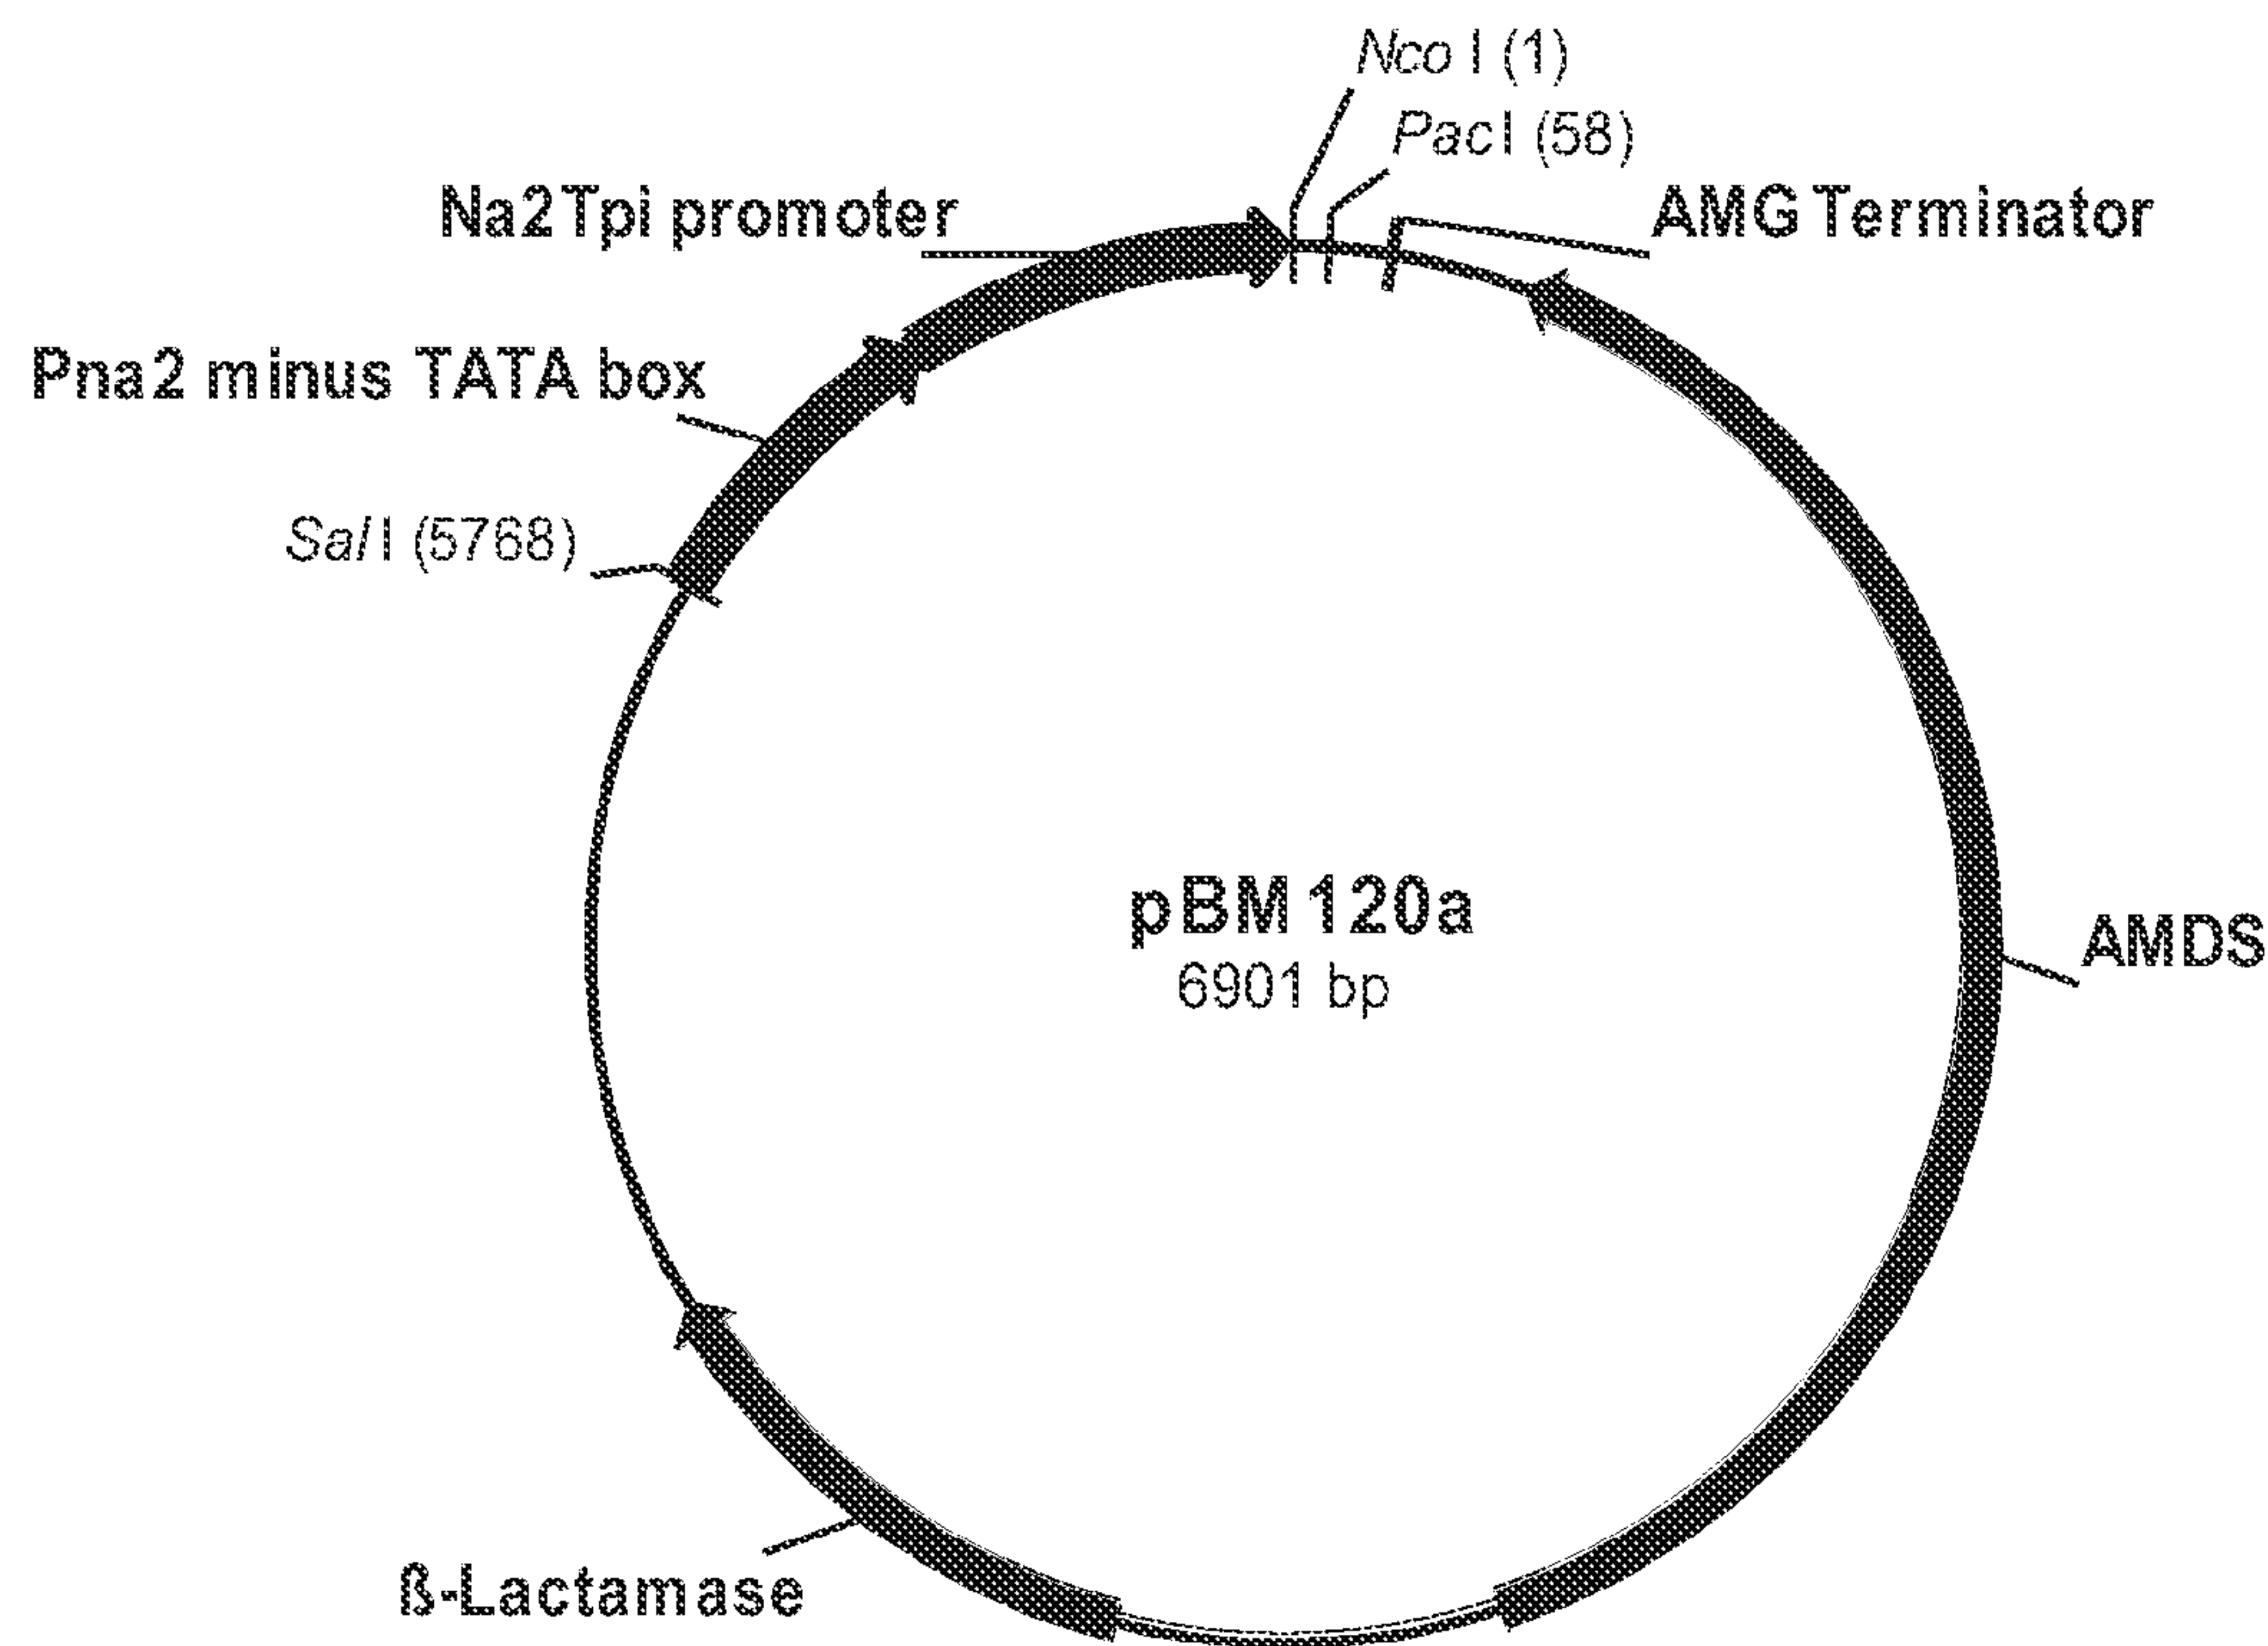 Nco I (1)
PacI (58)
Na2Tpi promoter
AMG Terminator
Pna2 minus TATA box
Sal I (5768)
pBM120a
6901 bp
AMDS
ß-Lactamase